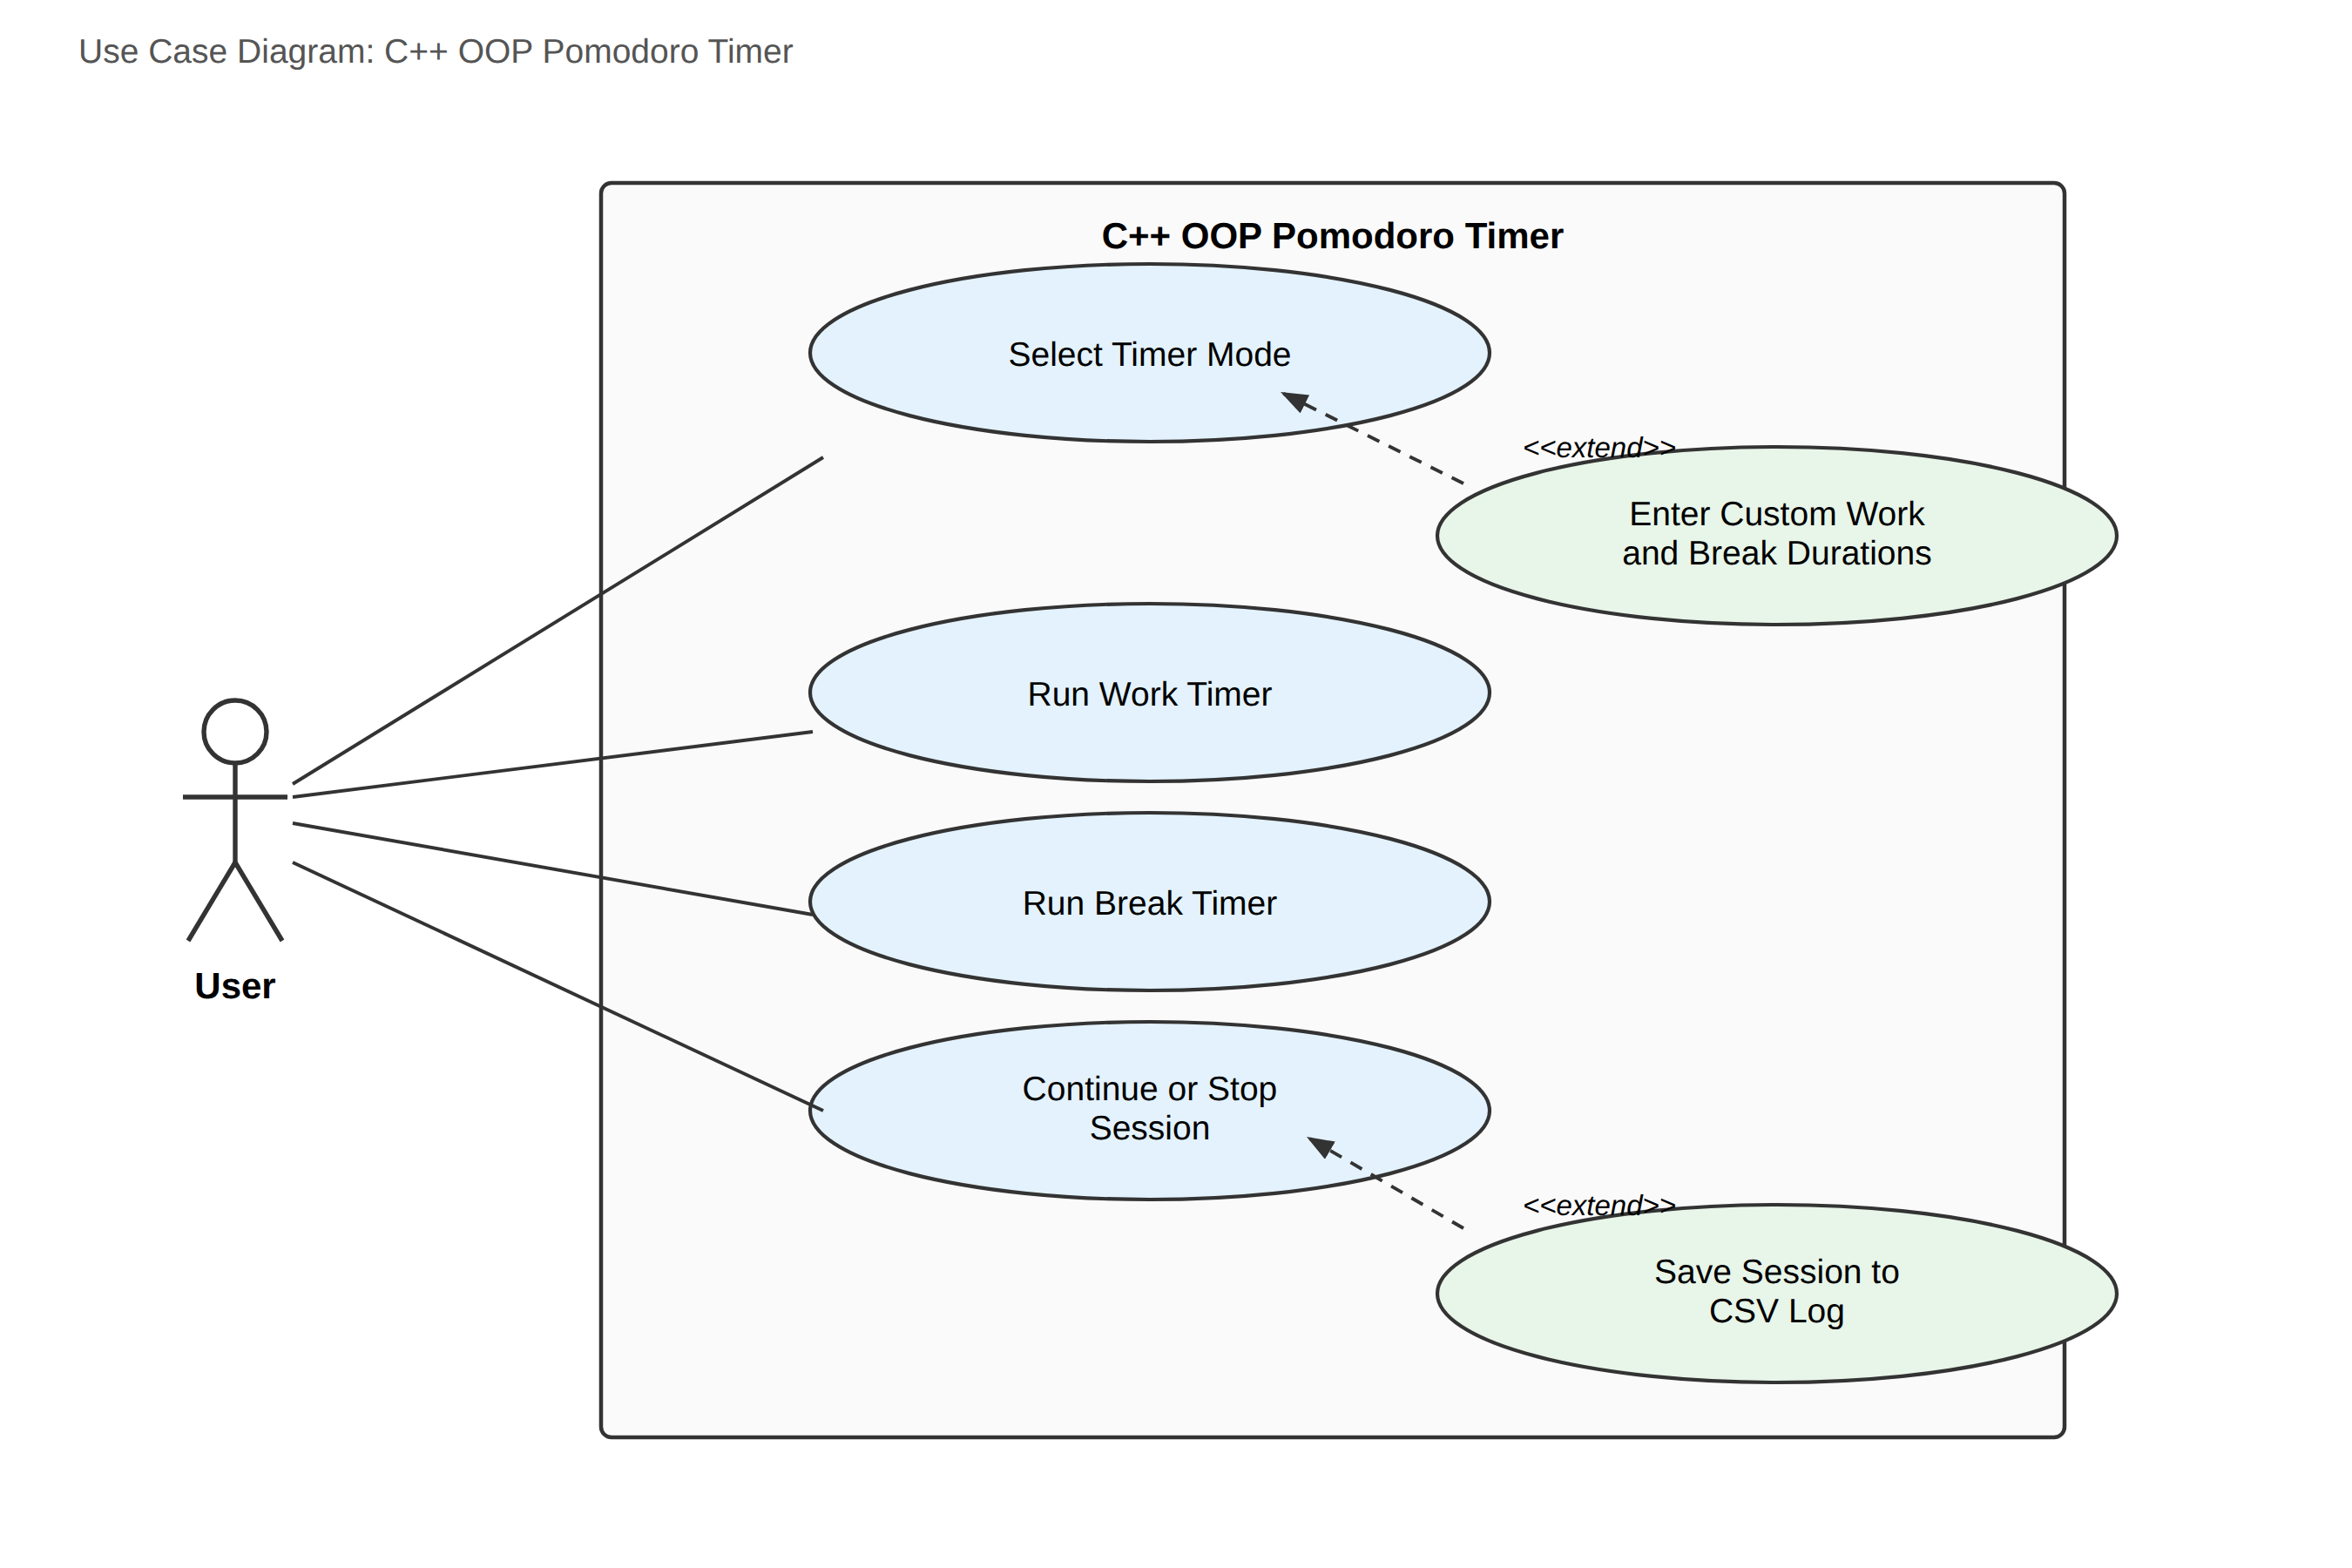 Use Case Diagram: C++ OOP Pomodoro Timer
C++ OOP Pomodoro Timer
Select Timer Mode
<<extend>>
Enter Custom Work
and Break Durations
Run Work Timer
Run Break Timer
User
Continue or Stop
Session
<<extend>>
Save Session to
CSV Log